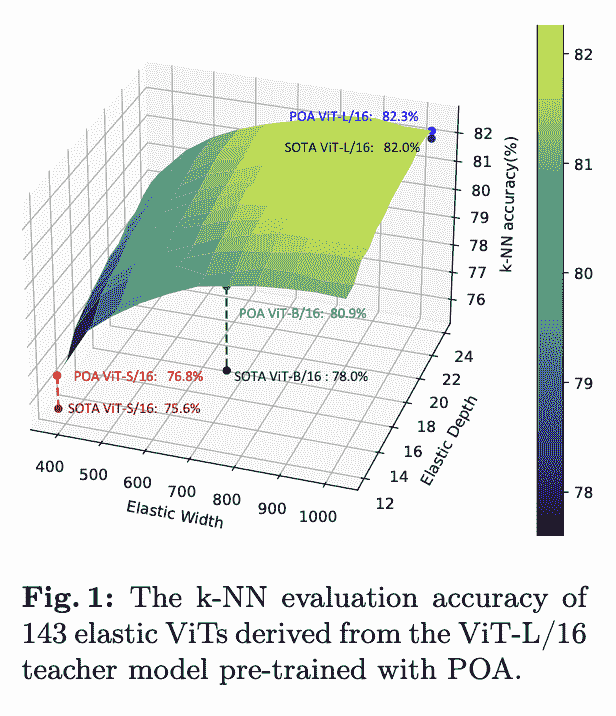 POA ViT-L/16: 82.3%
SOTA ViT-L/16: 82.0%
POA ViT-B/16: 80.9%
SOTA ViT-B/16 : 78.0%
POA ViT-S/16: 76.8%
SOTA ViT-S/16: 75.6%
82
81
80
79
78
77
76
k-NN accuracy(%)
24
22
20
18
16
14
12
Elastic Depth
400
500
600
700
800
900
1000
Elastic Width
82
81
80
79
78
Fig. 1: The k-NN evaluation accuracy of
143 elastic ViTs derived from the ViT-L/16
teacher model pre-trained with POA.